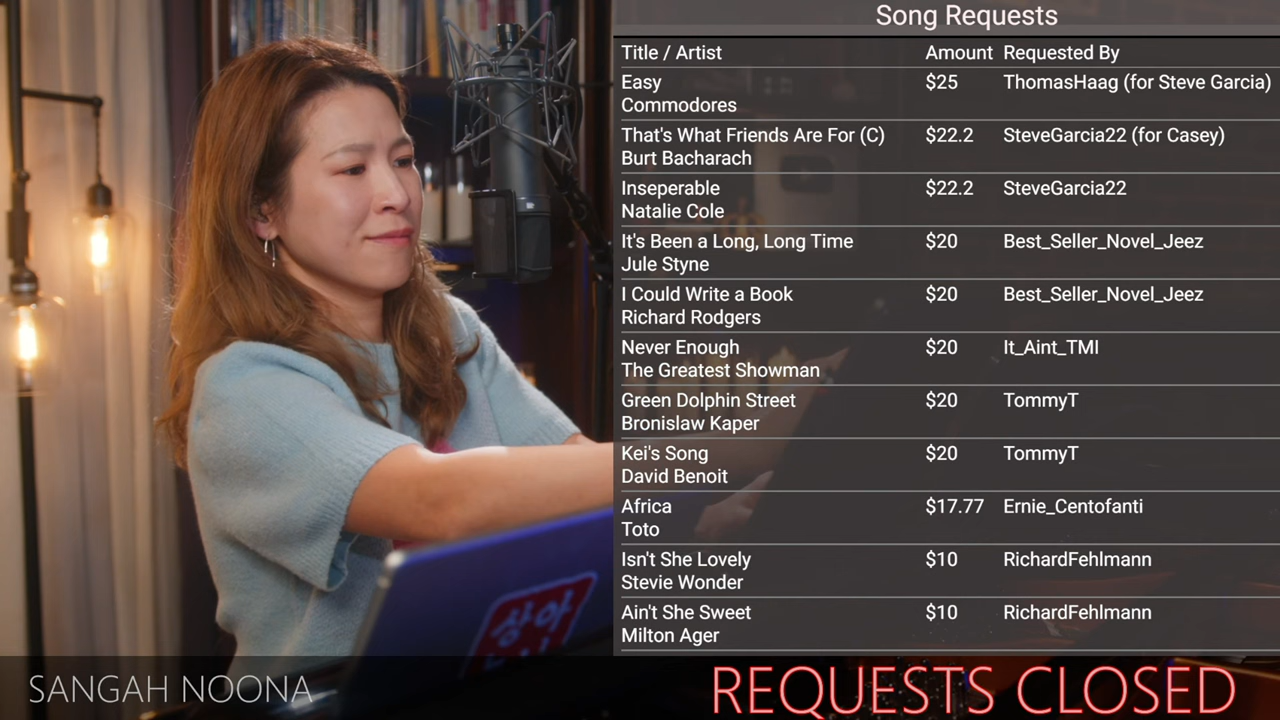 Song Requests
Title / Artist Amount Requested By
Easy $25 ThomasHaag (for Steve Garcia)
Commodores
That's What Friends Are For (C) $22.2 SteveGarcia22 (for Casey)
Burt Bacharach
Inseperable $22.2 SteveGarcia22
Natalie Cole
It's Been a Long, Long Time $20 Best_Seller_Novel_Jeez
Jule Styne
I Could Write a Book $20 Best_Seller_Novel_Jeez
Richard Rodgers
Never Enough $20 It_Aint_TMI
The Greatest Showman
Green Dolphin Street $20 TommyT
Bronislaw Kaper
Kei's Song $20 TommyT
David Benoit
Africa $17.77 Ernie_Centofanti
Toto
Isn't She Lovely $10 RichardFehlmann
Stevie Wonder
Ain't She Sweet $10 RichardFehlmann
Milton Ager
상아
SANGAH NOONA
REQUESTS CLOSED